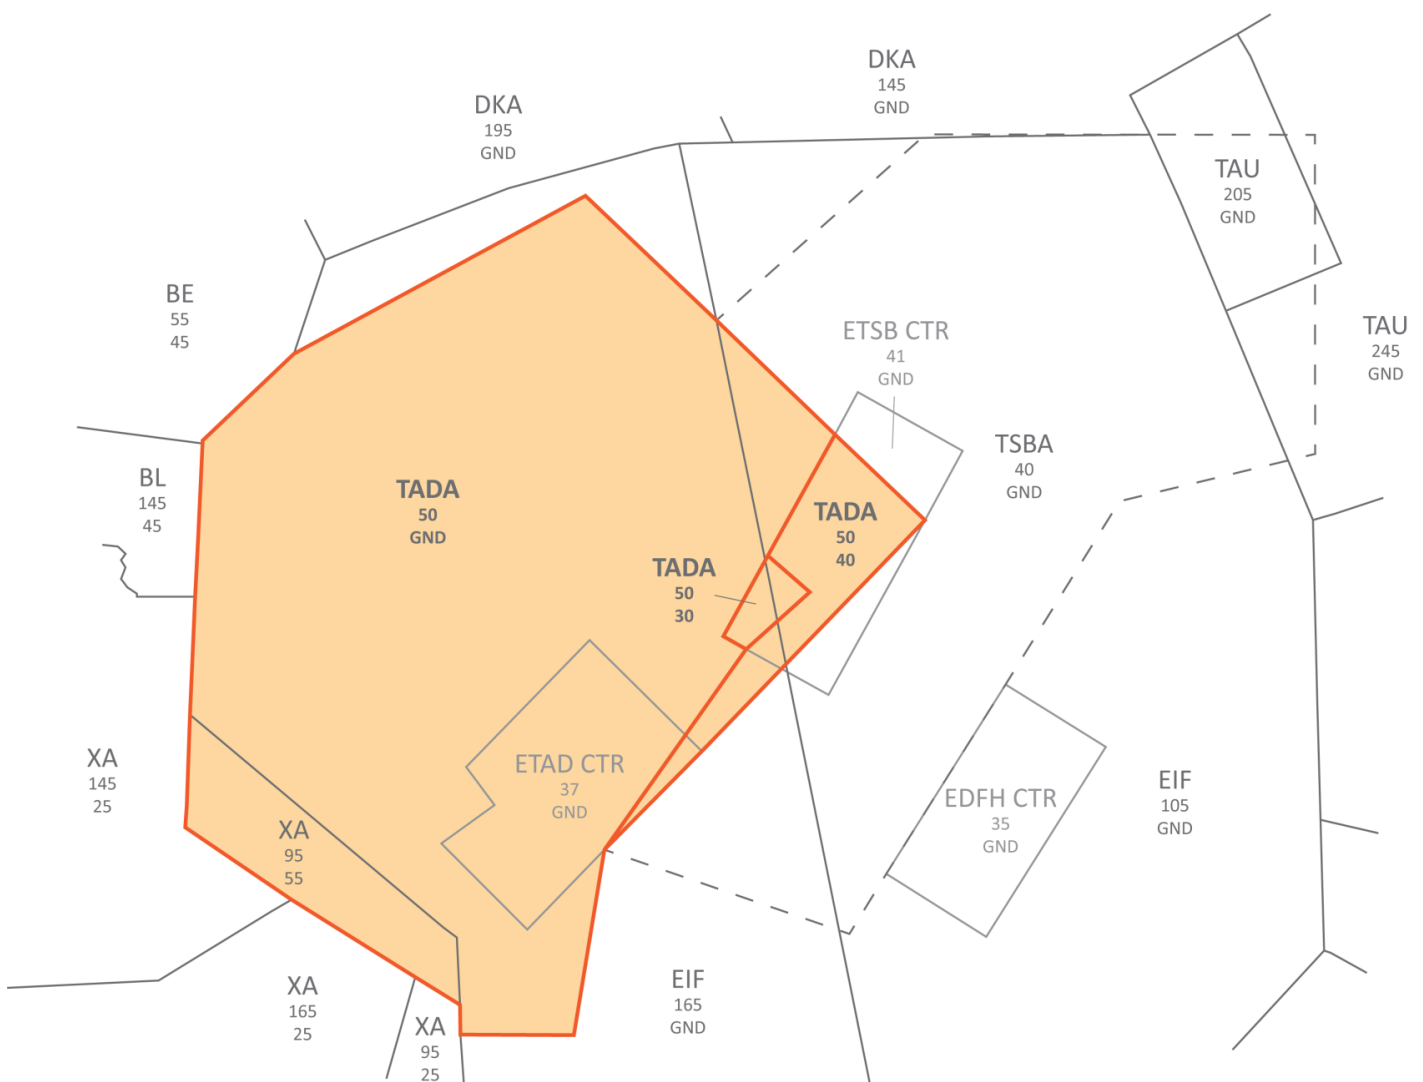 DKA
145
GND
DKA
195
GND
TAU
205
GND
BE
55
45
ETSB CTR
41
GND
TAU
245
GND
TSBA
40
GND
BL
145
45
TADA
50
GND
TADA
50
40
TADA
50
30
XA
145
25
ETAD CTR
37
GND
EDFH CTR
35
GND
EIF
105
GND
XA
95
55
EIF
165
GND
XA
165
25
XA
95
25